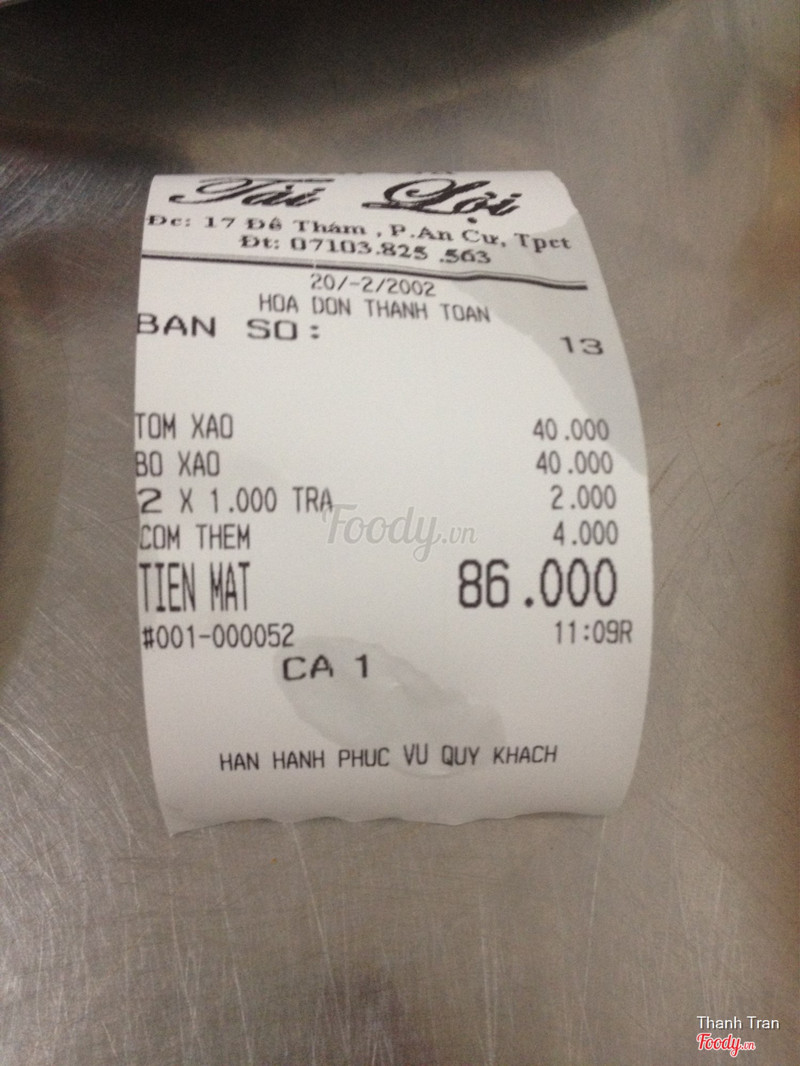 Tài Lợi
Đc: 17 Đề Thám , P.An Cư, Tpct
Đt: 07103.825 .563
20/-2/2002
HOA DON THANH TOAN
BAN SO: 13
TOM XAO 40.000
BO XAO 40.000
2 X 1.000 TRA 2.000
COM THEM 4.000
TIEN MAT 86.000
#001-000052 11:09R
CA 1
HAN HANH PHUC VU QUY KHACH
Foody.vn
Thanh Tran
Foody.vn